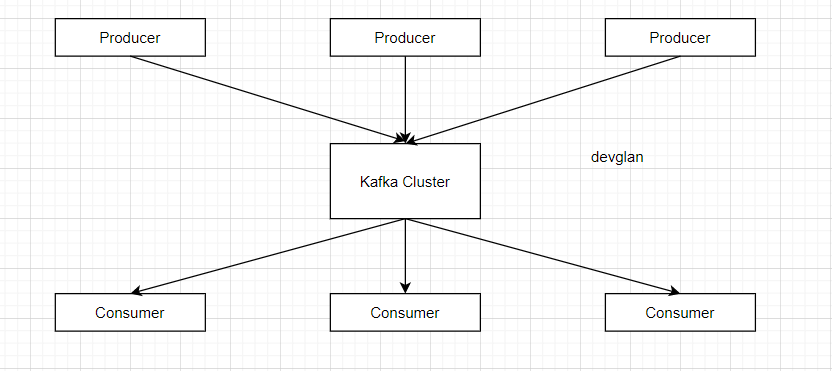 Producer
Producer
Producer
devglan
Kafka Cluster
Consumer
Consumer
Consumer